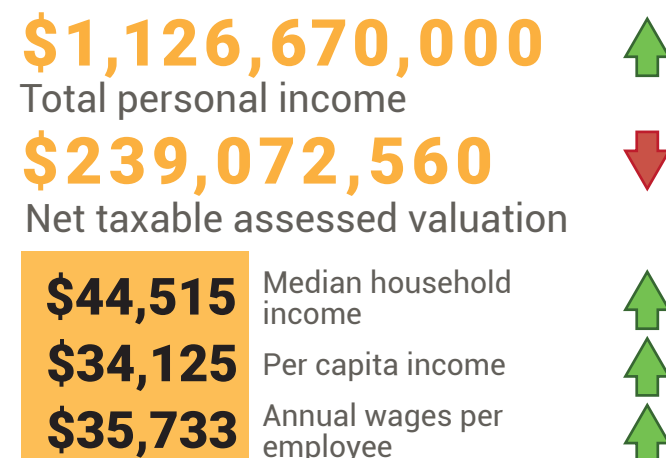 $1,126,670,000
Total personal income
$239,072,560
Net taxable assessed valuation
$44,515
Median household
income
$34,125
Per capita income
$35,733
Annual wages per
employee